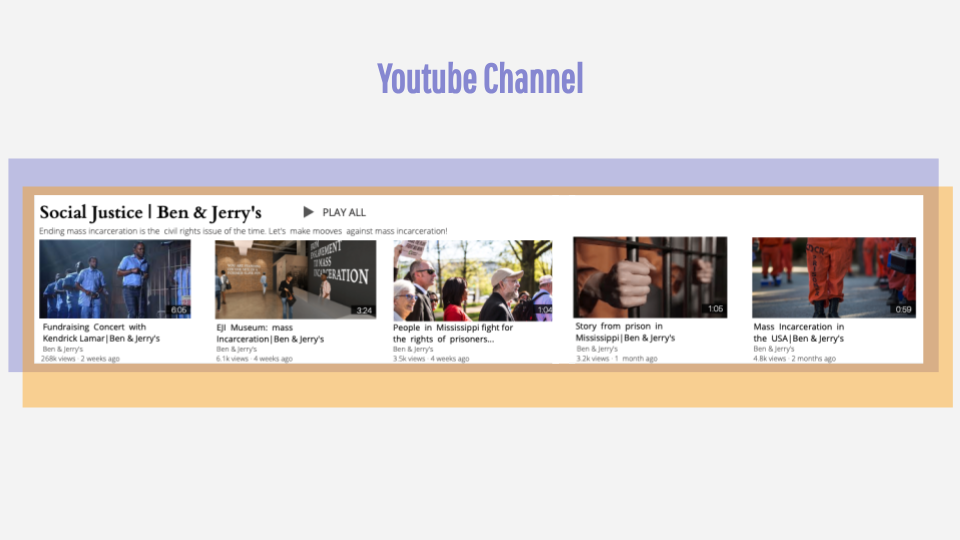 Youtube Channel
Social Justice | Ben & Jerry's
PLAY ALL
Ending mass incarceration is the civil rights issue of the time. Let's make mooves against mass incarceration!
6:05
3:24
1:04
1:05
0:59
Fundraising Concert with
Kendrick Lamar|Ben & Jerry's
Ben & Jerry's
268k views · 2 weeks ago
EJI Museum: mass
Incarceration|Ben & Jerry's
Ben & Jerry's
6.1k views · 4 weeks ago
People in Mississippi fight for
the rights of prisoners...
Ben & Jerry's
3.5k views · 4 weeks ago
Story from prison in
Mississippi|Ben & Jerry's
Ben & Jerry's
3.2k views · 1 month ago
Mass Incarceration in
the USA|Ben & Jerry's
Ben & Jerry's
4.8k views · 2 months ago
TO MASS
INCARCERATION